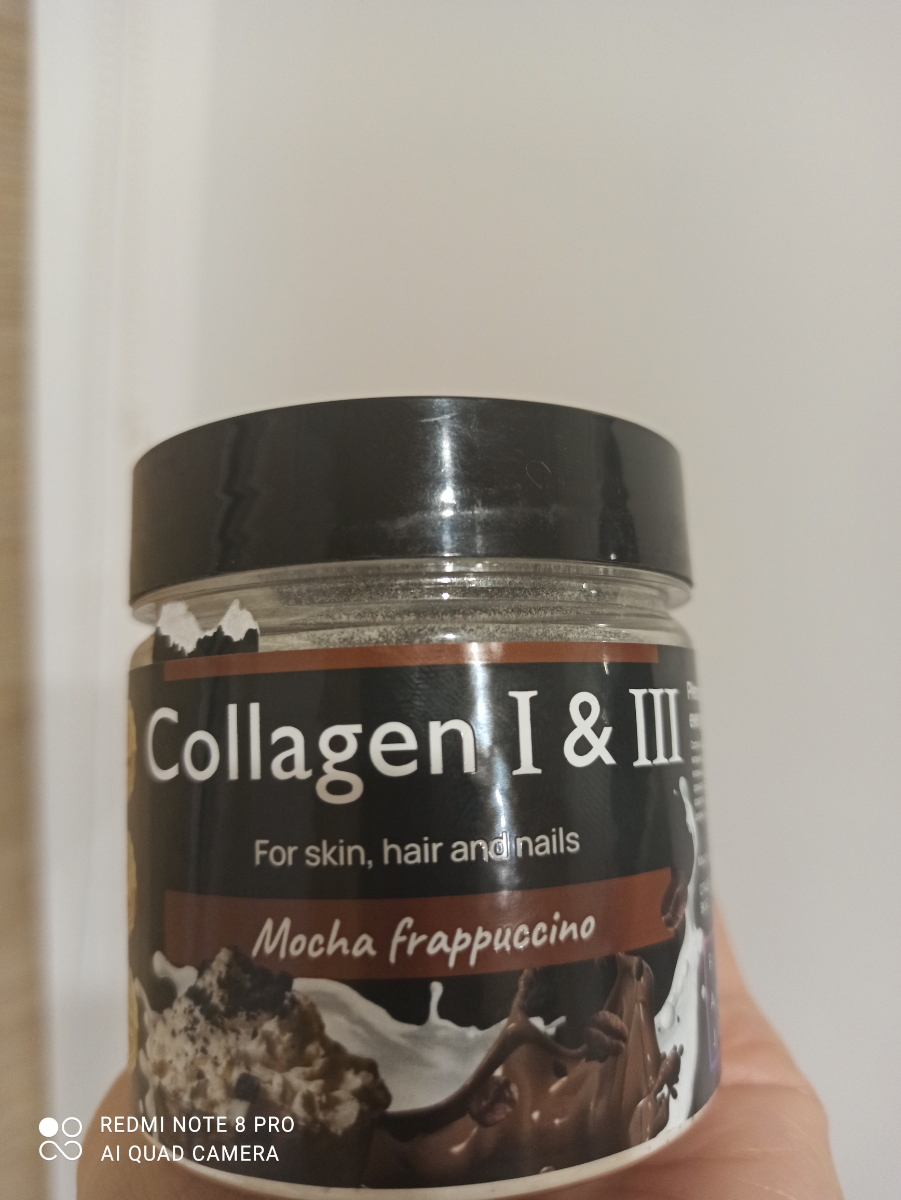 Collagen I & III
For skin, hair and nails
Mocha frappuccino
REDMI NOTE 8 PRO
AI QUAD CAMERA